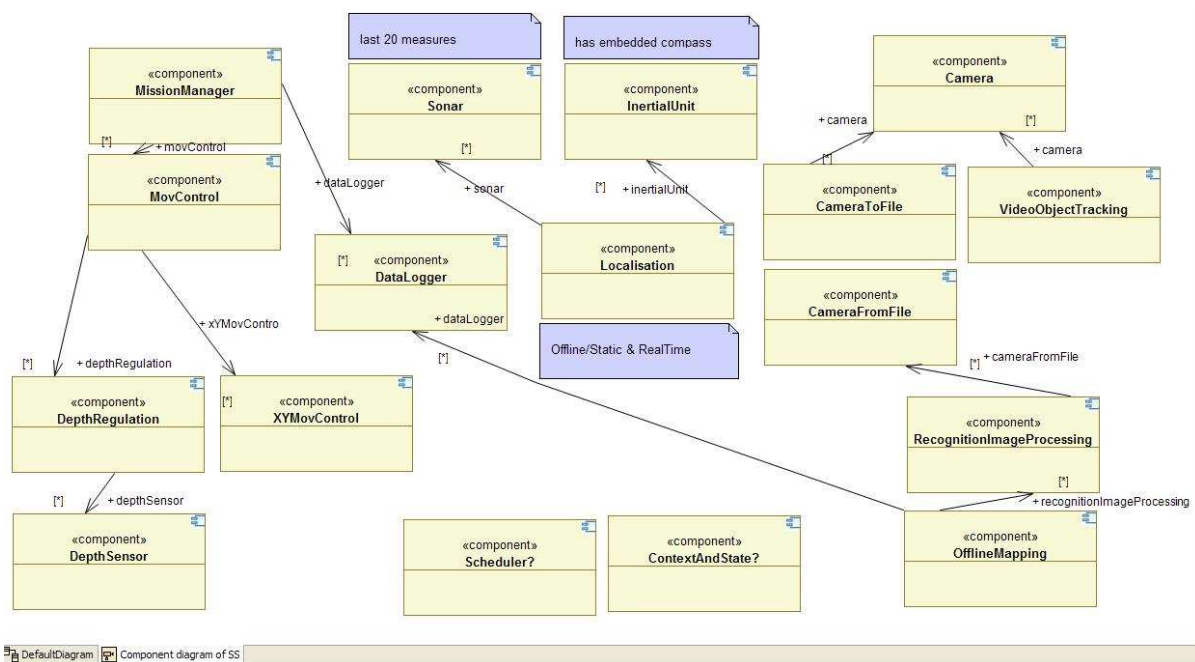 last 20 measures
has embedded compass
«component»
MissionManager
«component»
Sonar
[*]
«component»
InertialUnit
«component»
Camera
[*]
+ camera
+ camera
[*]
[*]
+ movControl
«component»
MovControl
+ dataLogger
+ sonar
[*]
+ inertialUnit
«component»
CameraToFile
«component»
VideoObjectTracking
[*]
«component»
DataLogger
«component»
Localisation
+ xYMovContro
+ dataLogger
[*]
«component»
CameraFromFile
Offline/Static & RealTime
[*]
+ cameraFromFile
[*]
+ depthRegulation
«component»
DepthRegulation
[*]
«component»
XYMovControl
«component»
RecognitionImageProcessing
[*]
+ recognitionImageProcessing
[*]
+ depthSensor
«component»
DepthSensor
«component»
Scheduler?
«component»
ContextAndState?
«component»
OfflineMapping
DefaultDiagram
Component diagram of SS